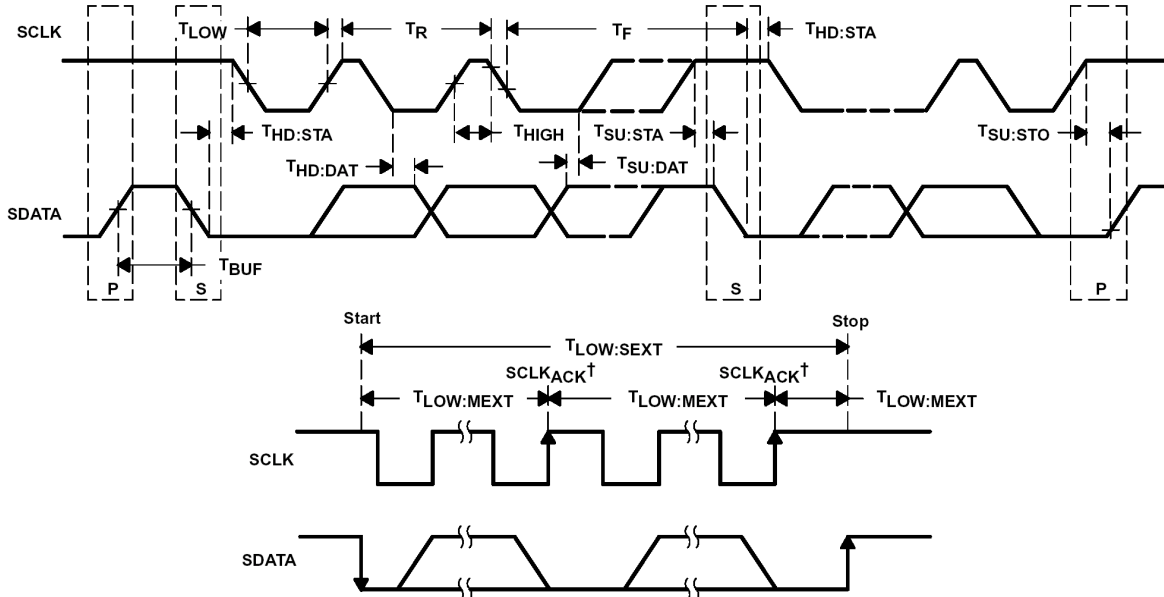 SCLK
TLOW
TR
TF
THD:STA
THD:STA
THIGH
TSU:STA
TSU:STO
THD:DAT
TSU:DAT
SDATA
TBUF
P
S
S
P
Start
Stop
TLOW:SEXT
SCLKACK†
SCLKACK†
TLOW:MEXT
TLOW:MEXT
TLOW:MEXT
SCLK
SDATA